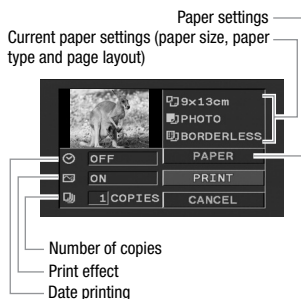 Paper settings
Current paper settings (paper size, paper
type and page layout)
9x13cm
PHOTO
BORDERLESS
OFF
PAPER
ON
PRINT
1 COPIES
CANCEL
Number of copies
Print effect
Date printing